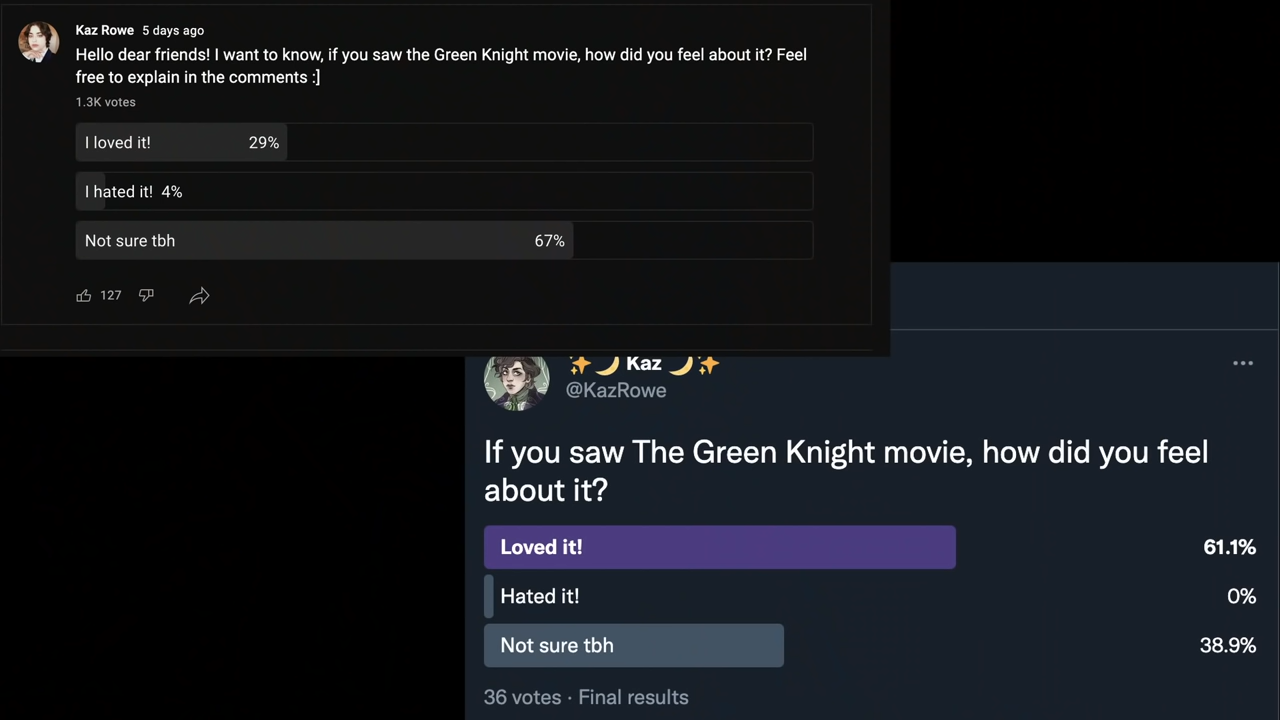 Kaz Rowe 5 days ago
Hello dear friends! I want to know, if you saw the Green Knight movie, how did you feel about it? Feel
free to explain in the comments :]
1.3K votes
I loved it! 29%
I hated it! 4%
Not sure tbh 67%
127
✨🌙 Kaz 🌙✨
@KazRowe
If you saw The Green Knight movie, how did you feel
about it?
Loved it! 61.1%
Hated it! 0%
Not sure tbh 38.9%
36 votes · Final results